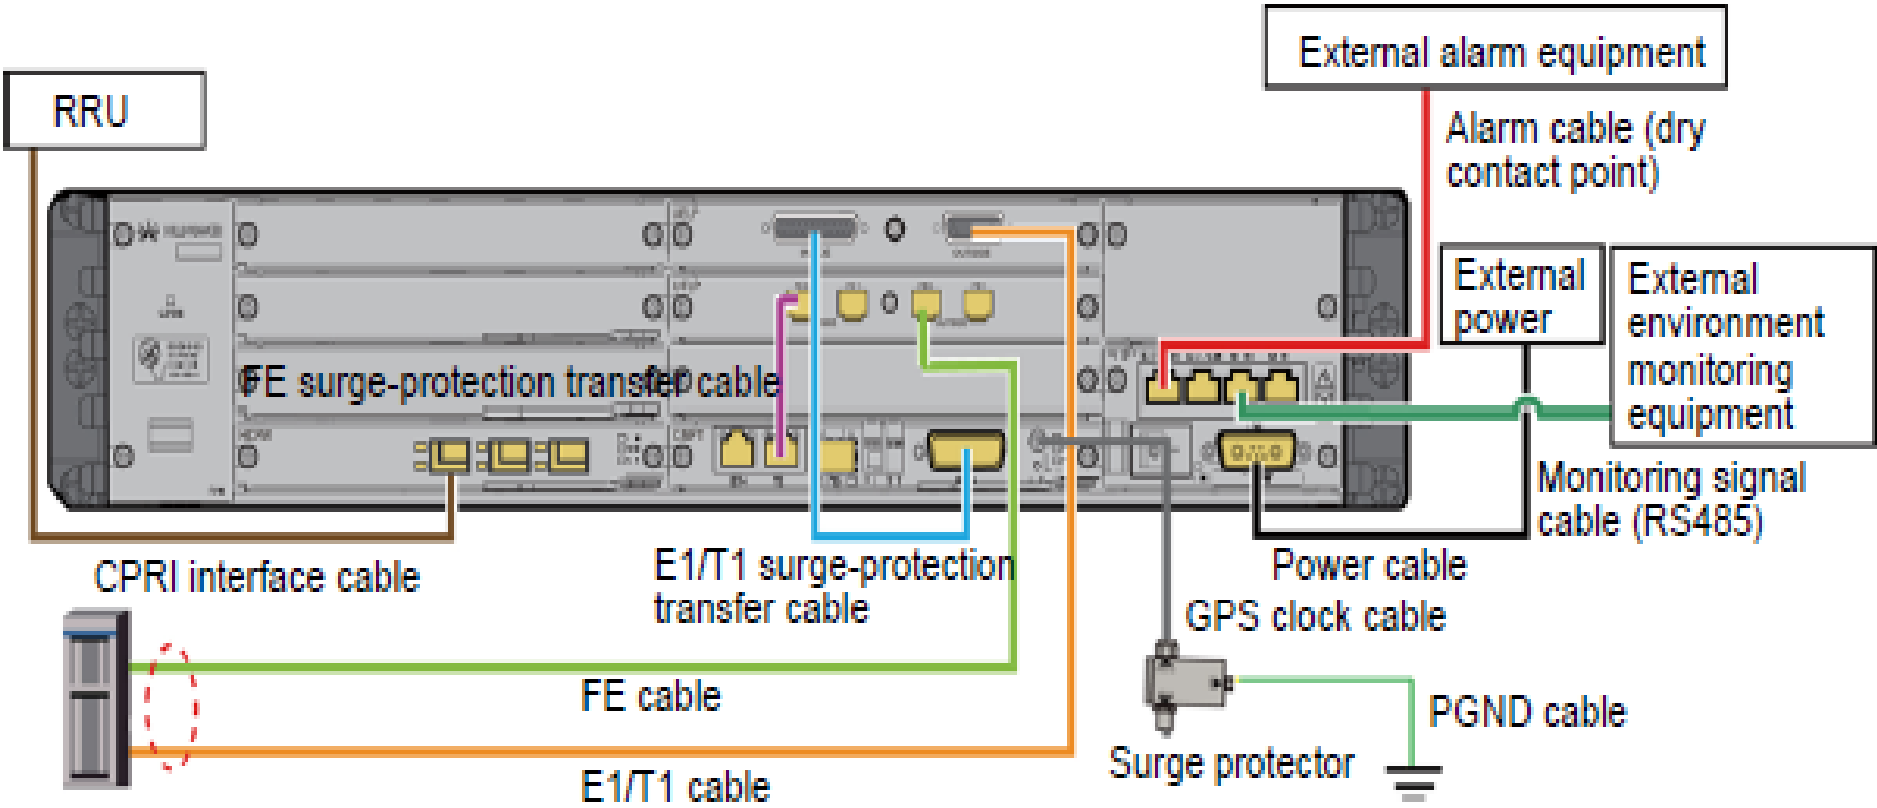 External alarm equipment
RRU
Alarm cable (dry
contact point)
External
power
External
environment
monitoring
equipment
FE surge-protection transfer cable
Monitoring signal
cable (RS485)
E1/T1 surge-protection
transfer cable
Power cable
CPRI interface cable
GPS clock cable
FE cable
PGND cable
Surge protector
E1/T1 cable